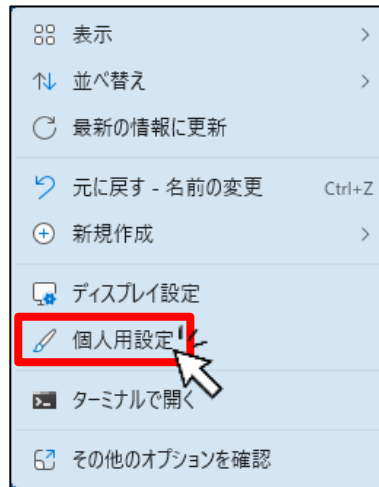 表示
並べ替え
最新の情報に更新
元に戻す - 名前の変更 Ctrl+Z
新規作成
ディスプレイ設定
個人用設定
ターミナルで開く
その他のオプションを確認